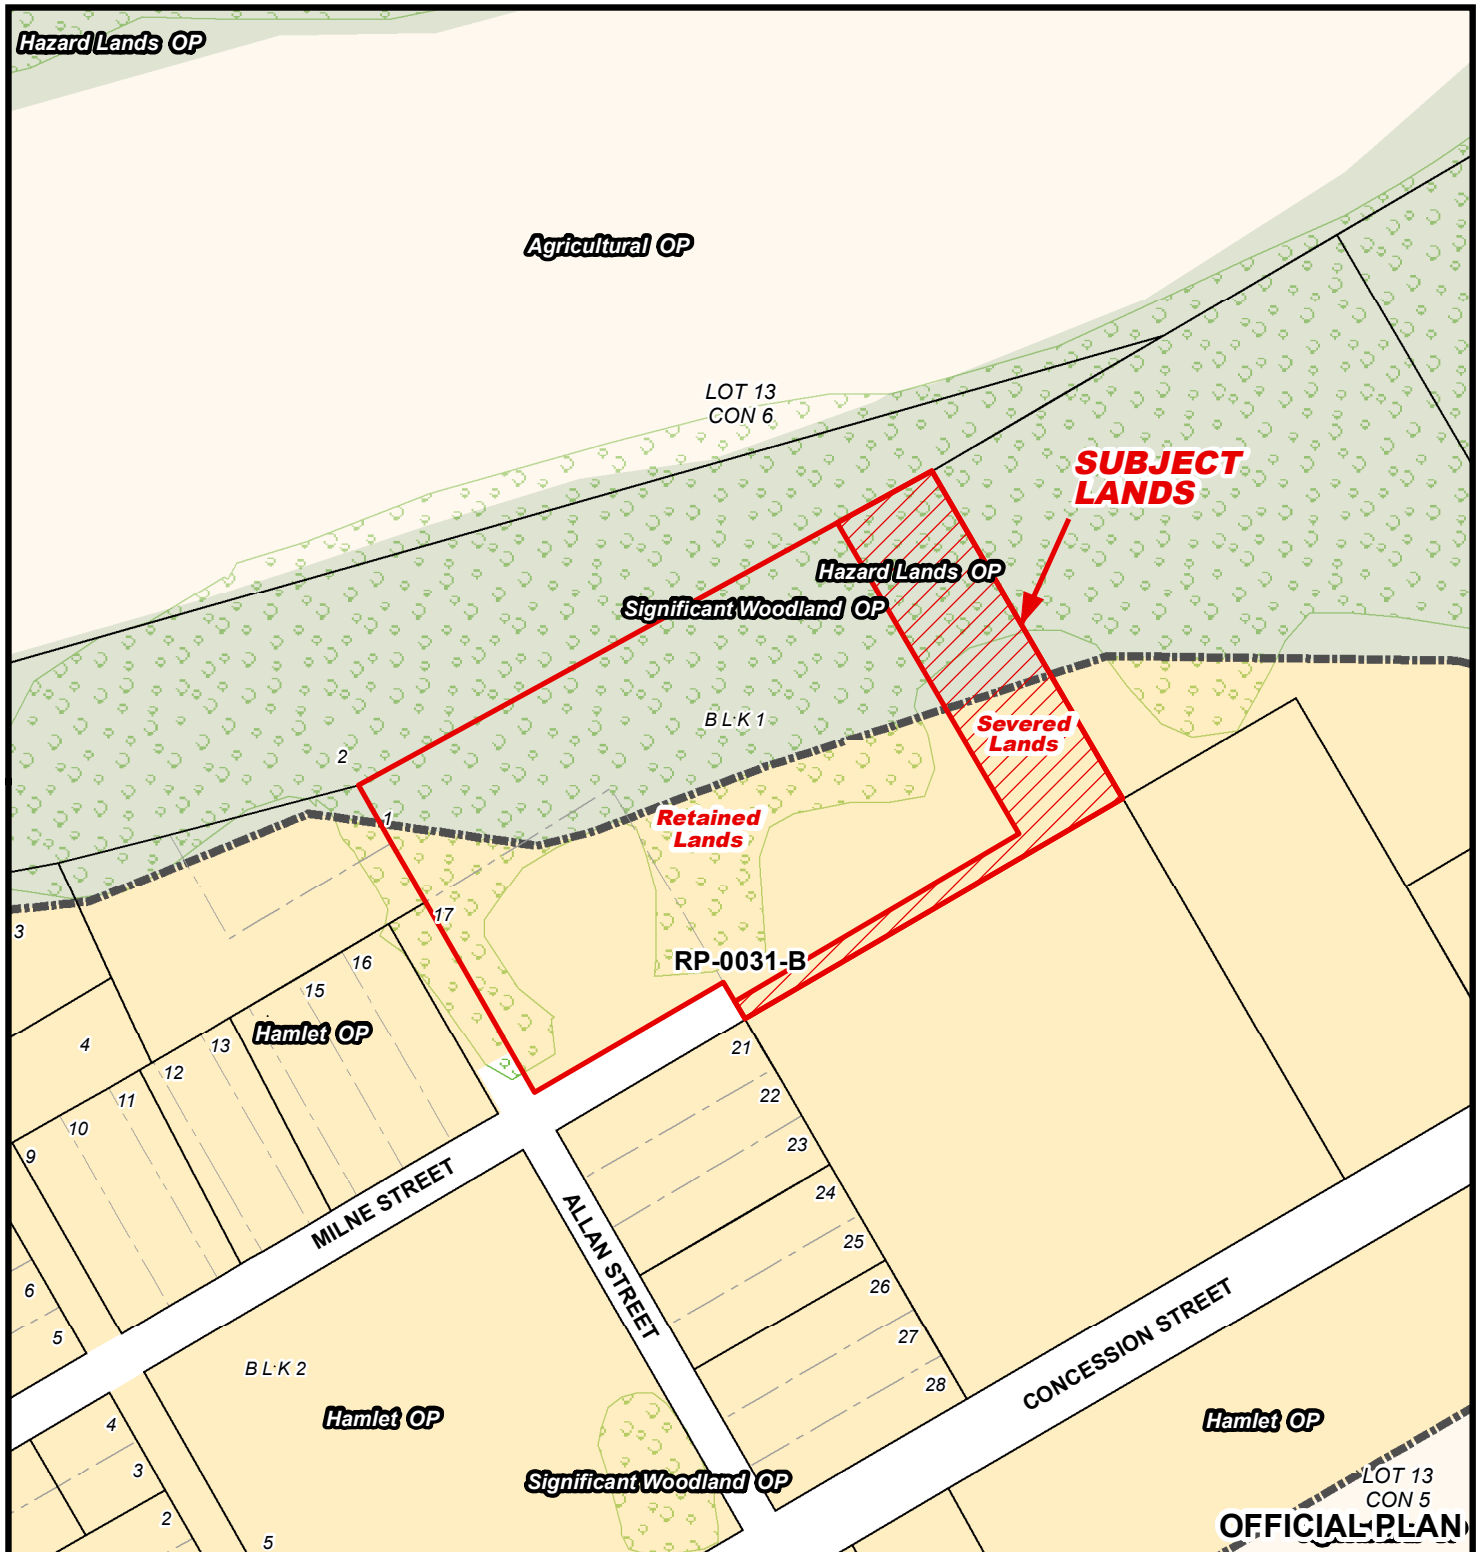 Hazard Lands OP
Agricultural OP
LOT 13
CON 6
SUBJECT
LANDS
Hazard Lands OP
Significant Woodland OP
BLK 1
Severed
Lands
2
1
Retained
Lands
17
3
16
RP-0031-B
15
Hamlet OP
4
13
21
12
22
11
10
23
9
MILNE STREET
24
ALLAN STREET
25
6
26
5
27
CONCESSION STREET
BLK 2
28
Hamlet OP
Hamlet OP
4
3
Significant Woodland OP
LOT 13
CON 5
2
OFFICIAL PLAN
5